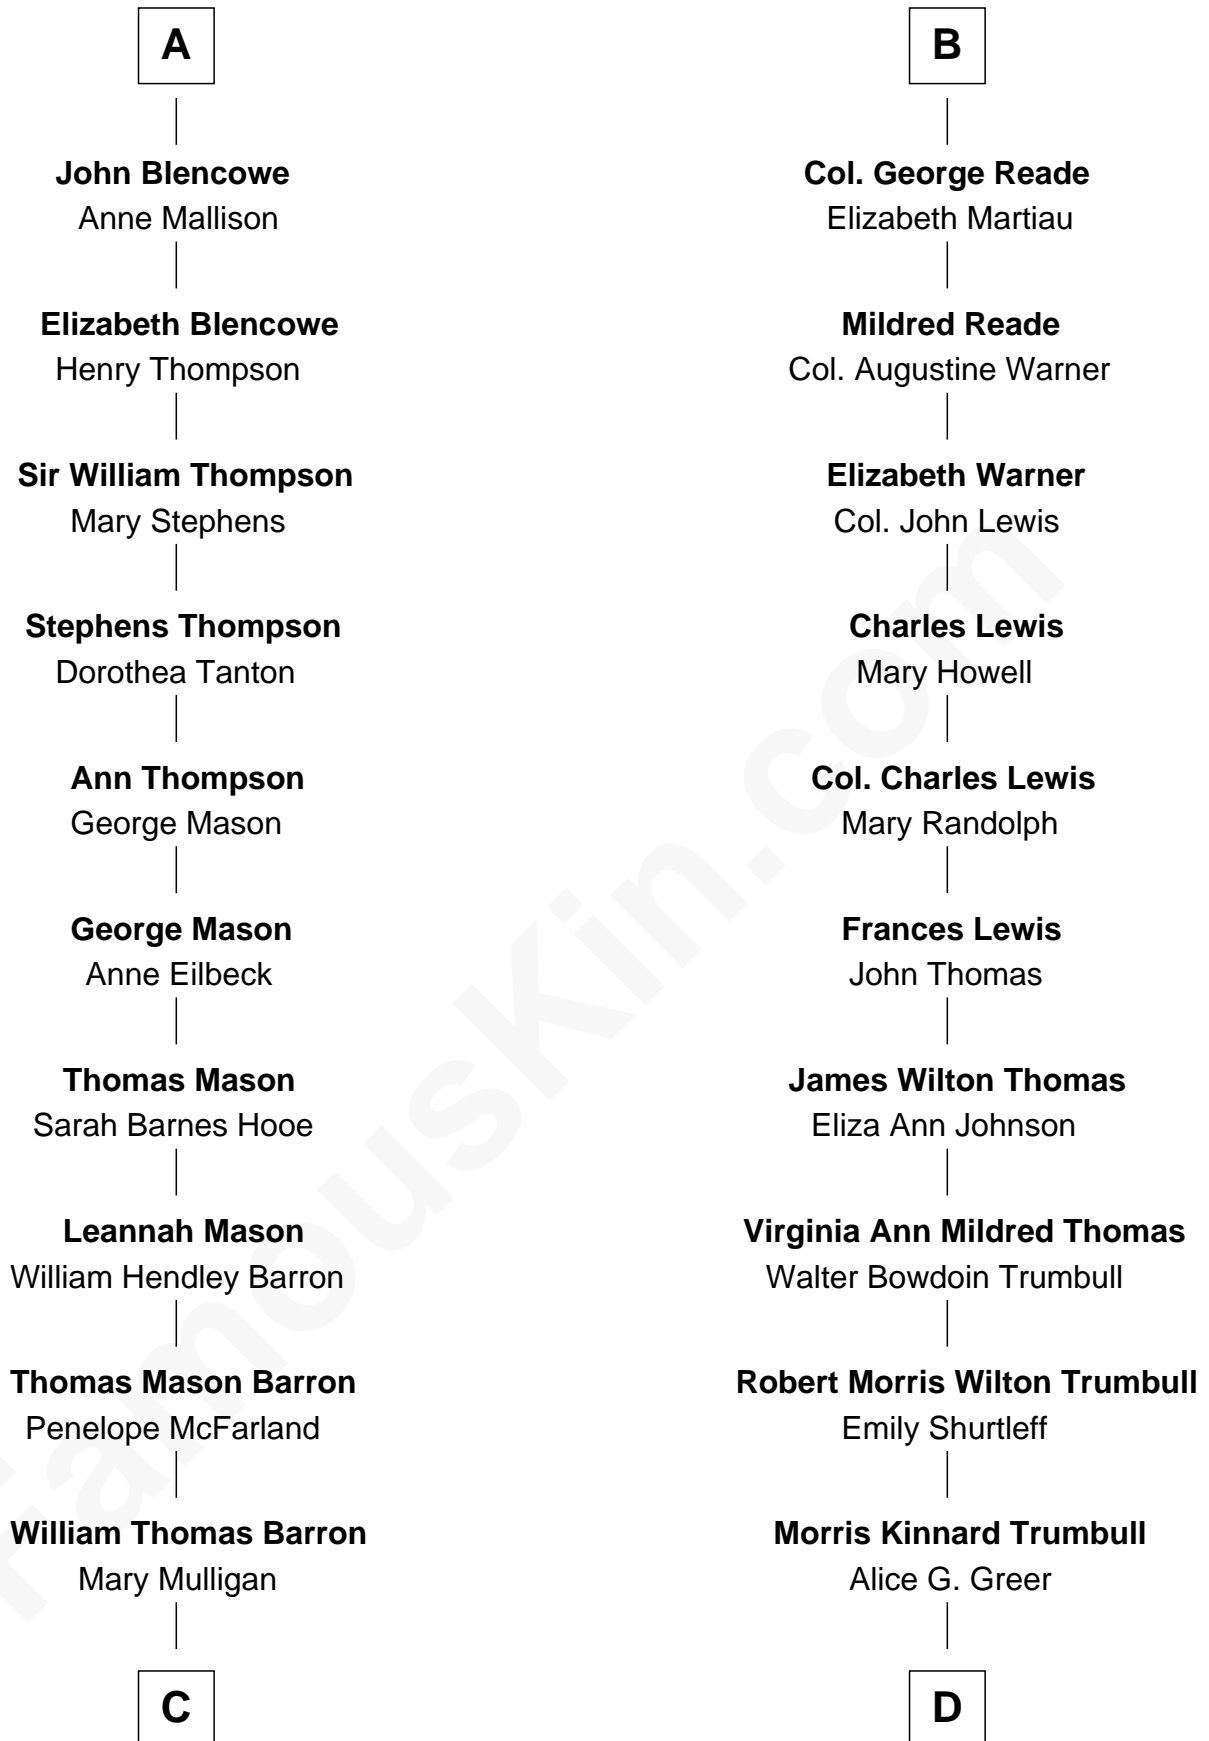 A
John Blencowe
Anne Mallison
Elizabeth Blencowe
Henry Thompson
Sir William Thompson
Mary Stephens
Stephens Thompson
Dorothea Tanton
Ann Thompson
George Mason
George Mason
Anne Eilbeck
Thomas Mason
Sarah Barnes Hooe
Leannah Mason
William Hendley Barron
Thomas Mason Barron
Penelope McFarland
William Thomas Barron
Mary Mulligan
C
B
Col. George Reade
Elizabeth Martiau
Mildred Reade
Col. Augustine Warner
Elizabeth Warner
Col. John Lewis
Charles Lewis
Mary Howell
Col. Charles Lewis
Mary Randolph
Frances Lewis
John Thomas
James Wilton Thomas
Eliza Ann Johnson
Virginia Ann Mildred Thomas
Walter Bowdoin Trumbull
Robert Morris Wilton Trumbull
Emily Shurtleff
Morris Kinnard Trumbull
Alice G. Greer
D
FamousKin.com